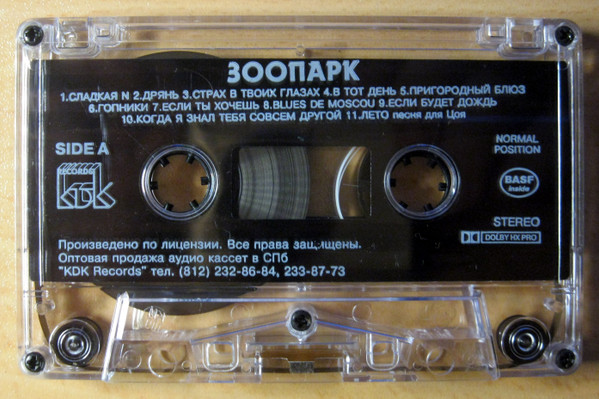 ЗООПАРК
1.СЛАДКАЯ N 2.ДРЯНЬ 3.СТРАХ В ТВОИХ ГЛАЗАХ 4.В ТОТ ДЕНЬ 5.ПРИГОРОДНЫЙ БЛЮЗ
6.ГОПНИКИ 7.ЕСЛИ ТЫ ХОЧЕШЬ 8.BLUES DE MOSCOU 9.ЕСЛИ БУДЕТ ДОЖДЬ
10.КОГДА Я ЗНАЛ ТЕБЯ СОВСЕМ ДРУГОЙ 11.ЛЕТО песня для Цоя
SIDE A
RECORDS
KDK
NORMAL
POSITION
BASF
inside
STEREO
DOLBY HX PRO
Произведено по лицензии. Все права защищены.
Оптовая продажа аудио кассет в СПб
"KDK Records" тел. (812) 232-86-84, 233-87-73